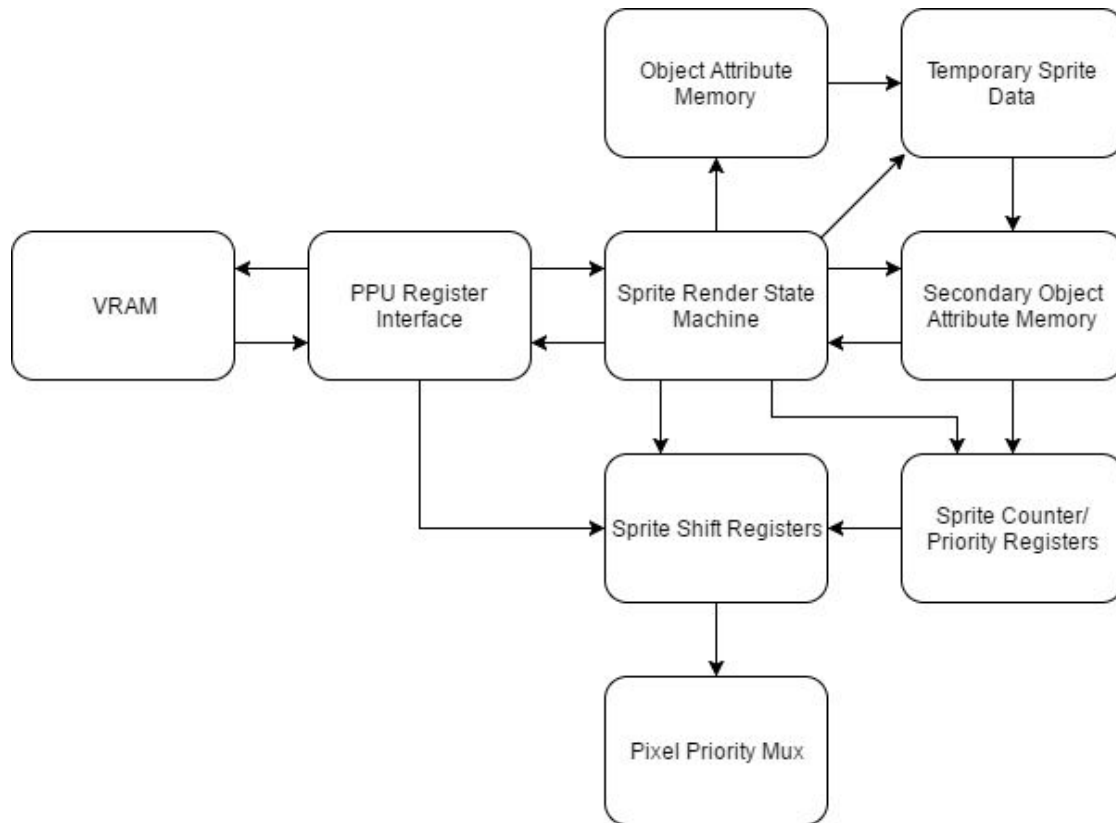 Object Attribute
Memory
Temporary Sprite
Data
VRAM
PPU Register
Interface
Sprite Render State
Machine
Secondary Object
Attribute Memory
Sprite Shift Registers
Sprite Counter/
Priority Registers
Pixel Priority Mux